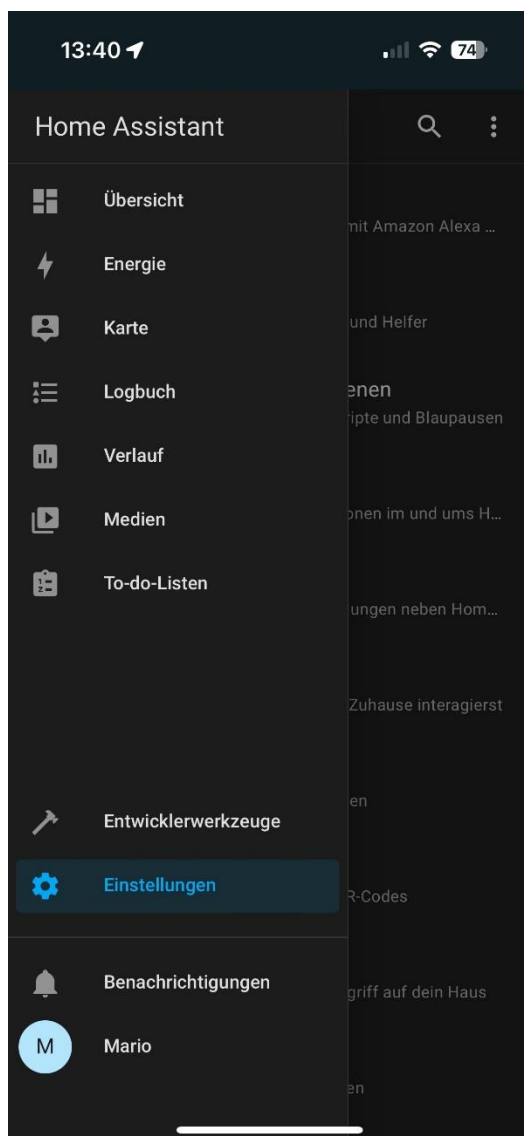 13:40
74
Home Assistant
Übersicht
mit Amazon Alexa ...
Energie
Karte
und Helfer
Logbuch
enen
ripte und Blaupausen
Verlauf
Medien
onen im und ums H...
To-do-Listen
ungen neben Hom...
Zuhause interagierst
en
Entwicklerwerkzeuge
Einstellungen
R-Codes
Benachrichtigungen
griff auf dein Haus
M
Mario
en